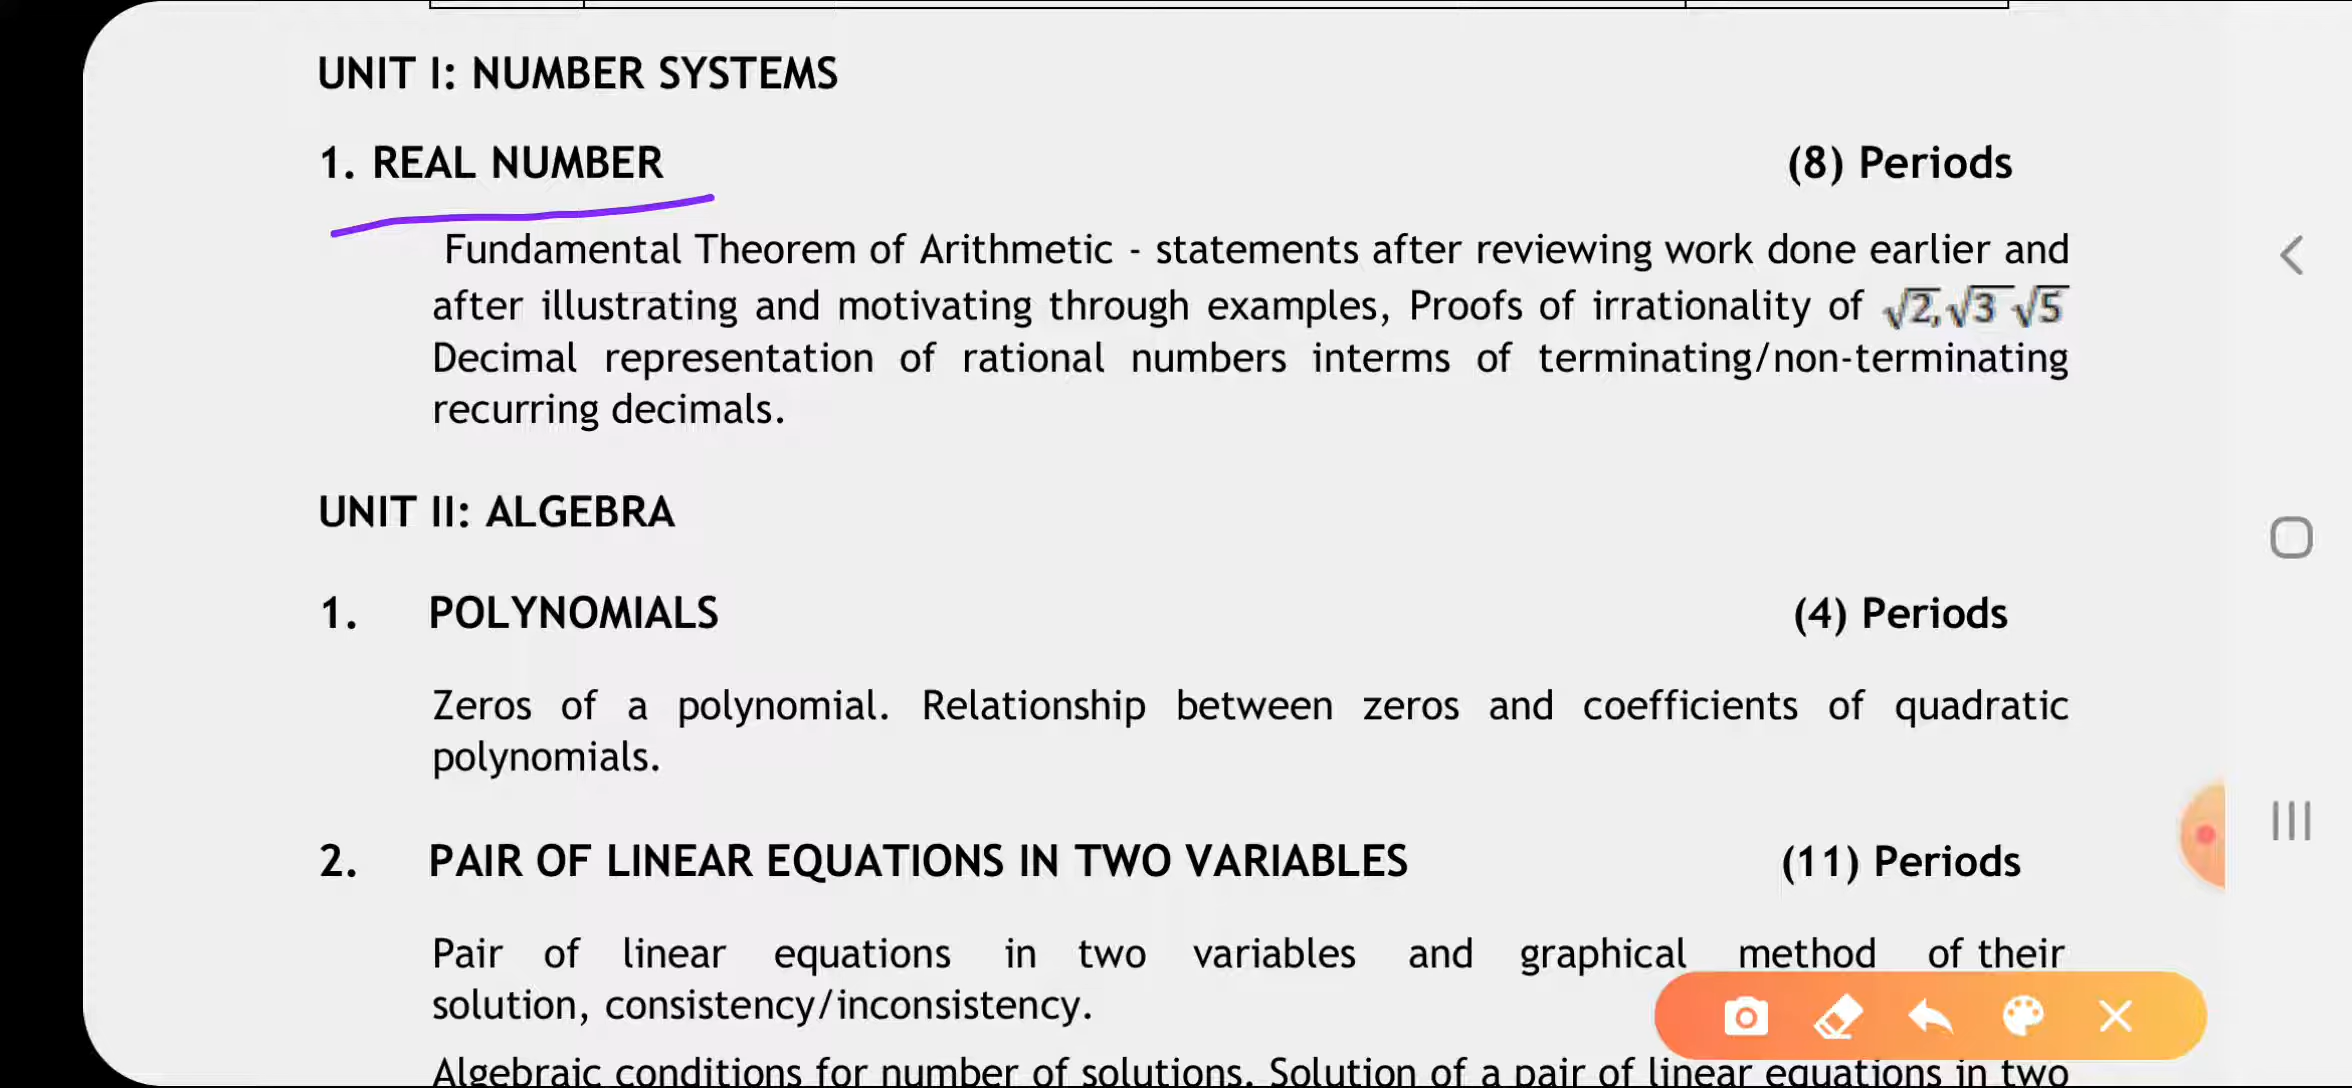 UNIT I: NUMBER SYSTEMS
1. REAL NUMBER (8) Periods
Fundamental Theorem of Arithmetic - statements after reviewing work done earlier and
after illustrating and motivating through examples, Proofs of irrationality of √2, √3 √5
Decimal representation of rational numbers interms of terminating/non-terminating
recurring decimals.
UNIT II: ALGEBRA
1. POLYNOMIALS (4) Periods
Zeros of a polynomial. Relationship between zeros and coefficients of quadratic
polynomials.
2. PAIR OF LINEAR EQUATIONS IN TWO VARIABLES (11) Periods
Pair of linear equations in two variables and graphical method of their
solution, consistency/inconsistency.
Algebraic conditions for number of solutions. Solution of a pair of linear equations in two